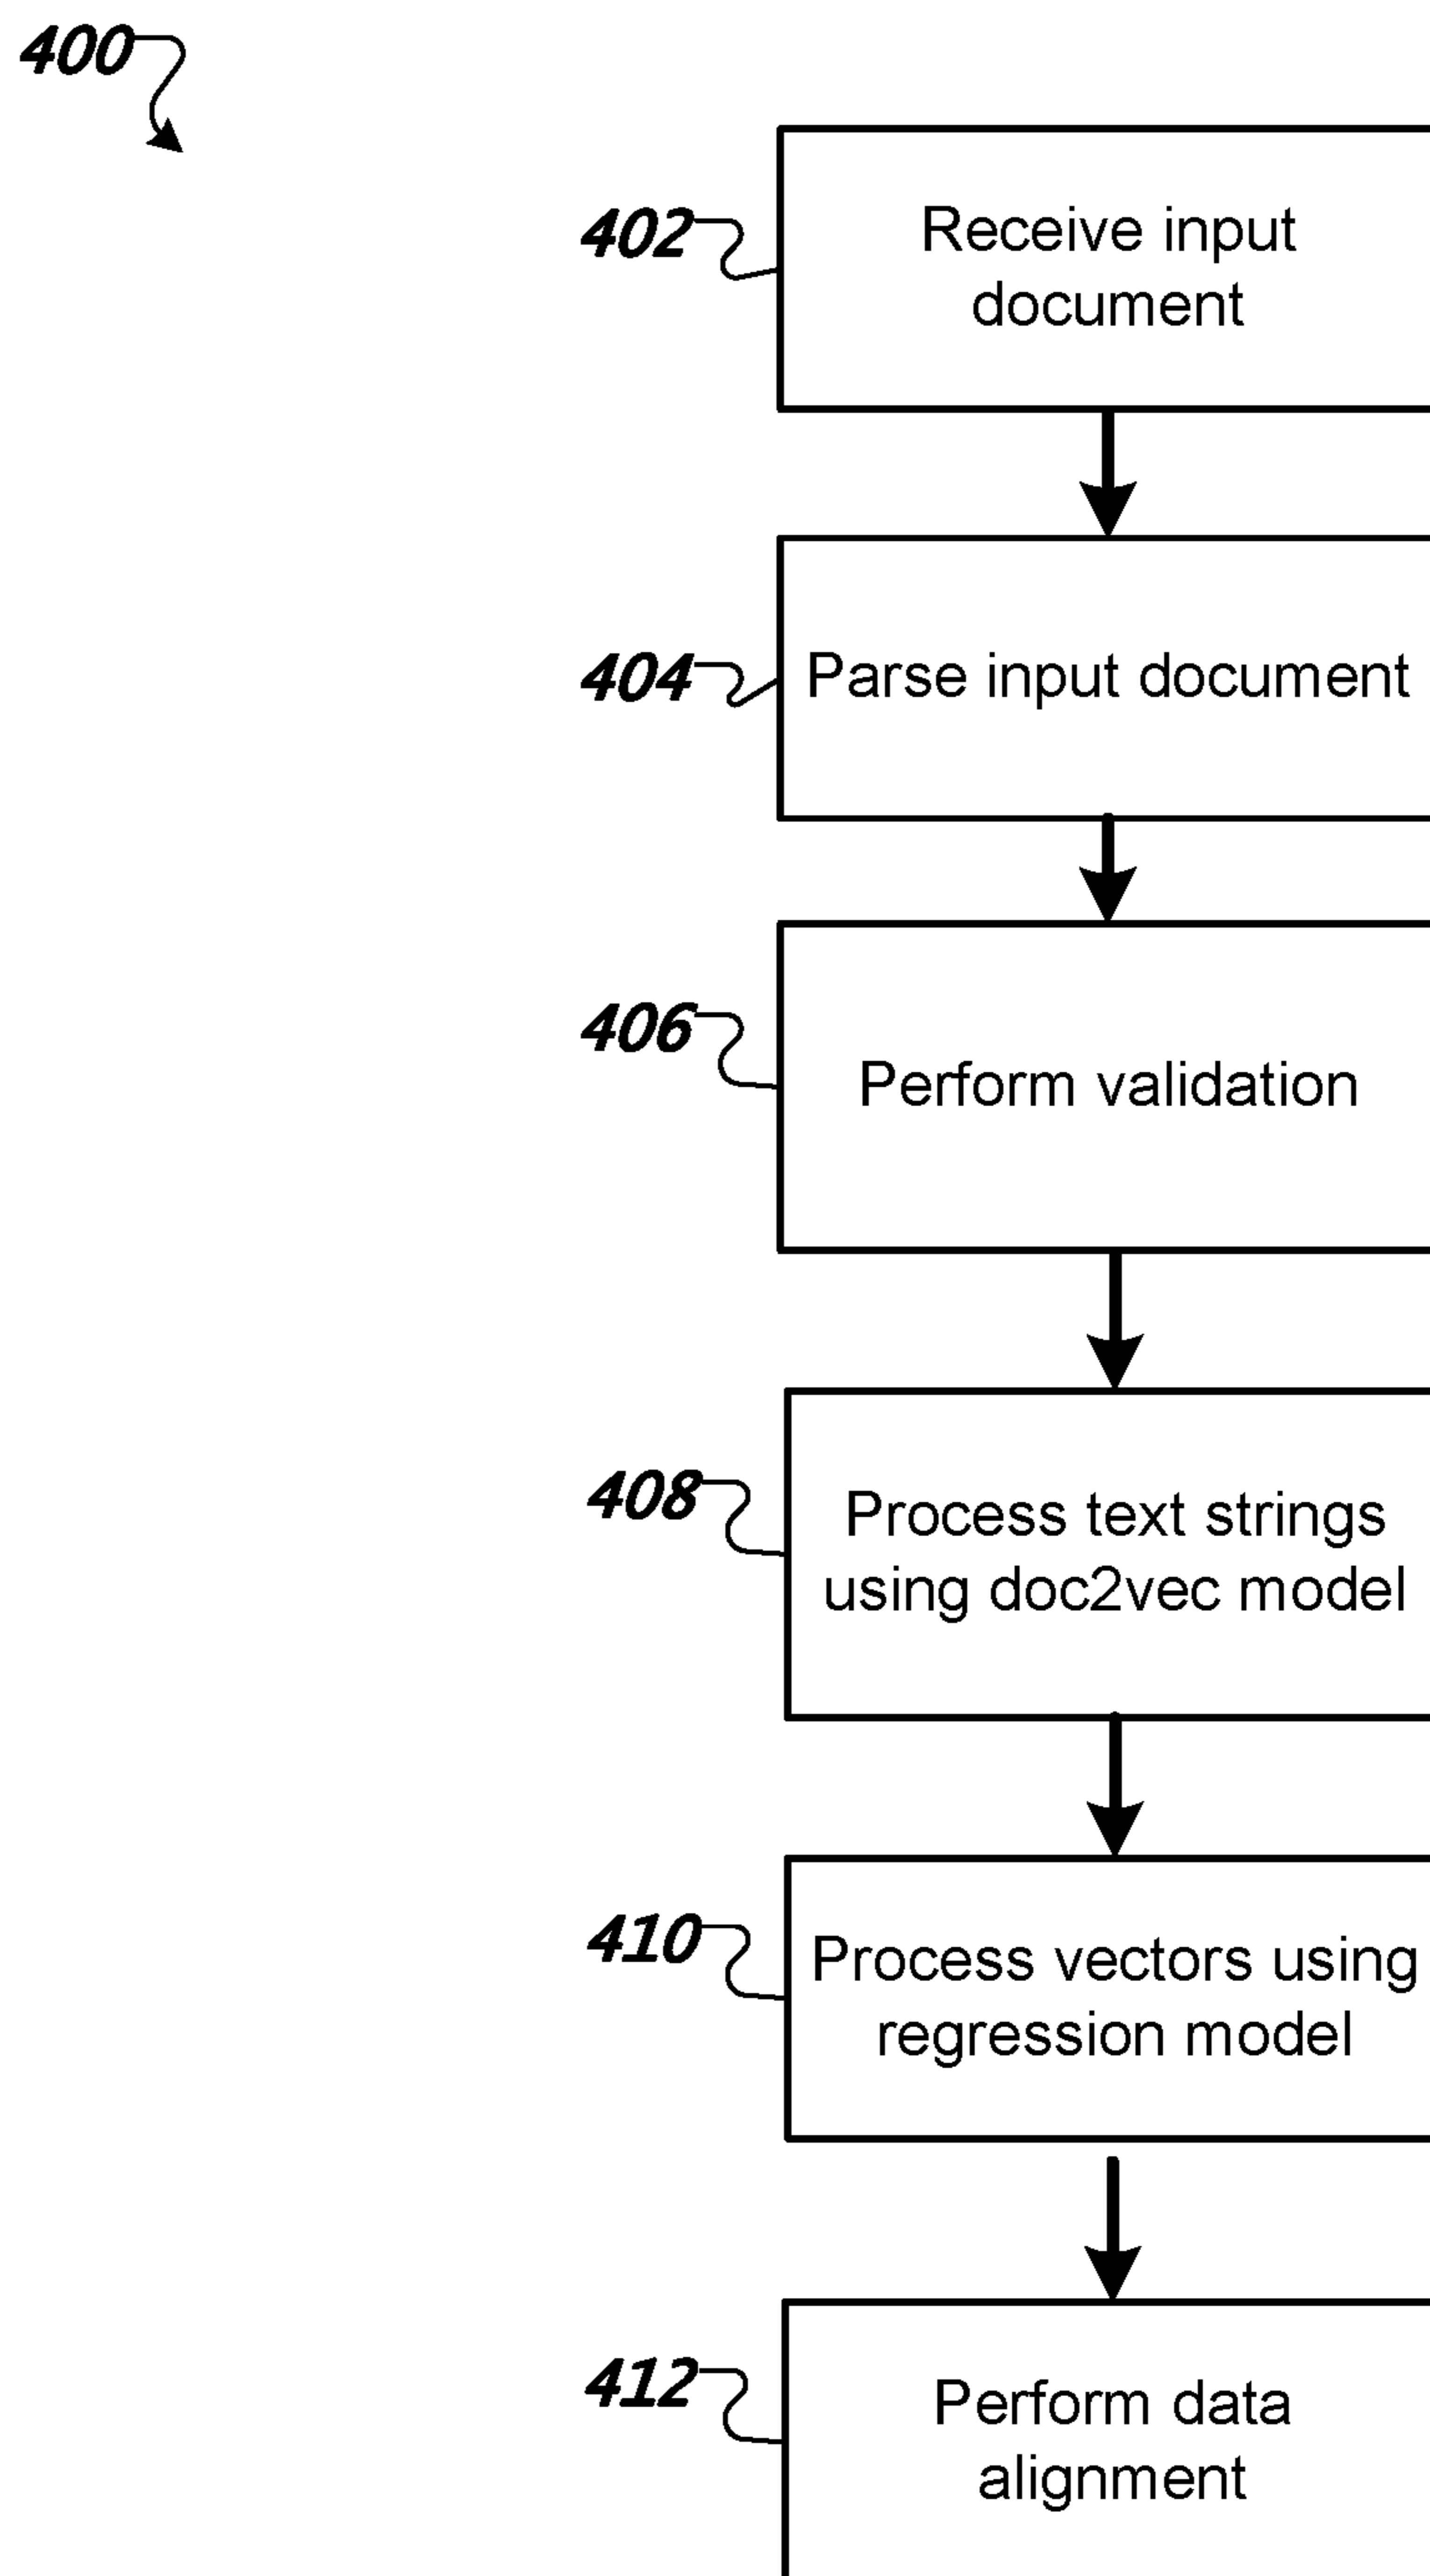 400
402
Receive input
document
404
Parse input document
406
Perform validation
408
Process text strings
using doc2vec model
410
Process vectors using
regression model
412
Perform data
alignment